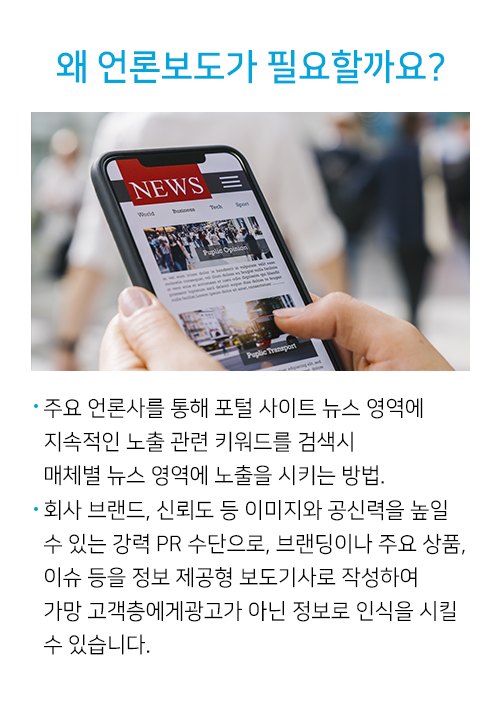 왜 언론보도가 필요할까요?
NEWS
World Business Tech Sport
Puplic Opinion
Puplic Transport
· 주요 언론사를 통해 포털 사이트 뉴스 영역에
지속적인 노출 관련 키워드를 검색시
매체별 뉴스 영역에 노출을 시키는 방법.
· 회사 브랜드, 신뢰도 등 이미지와 공신력을 높일
수 있는 강력 PR 수단으로, 브랜딩이나 주요 상품,
이슈 등을 정보 제공형 보도기사로 작성하여
가망 고객층에게광고가 아닌 정보로 인식을 시킬
수 있습니다.